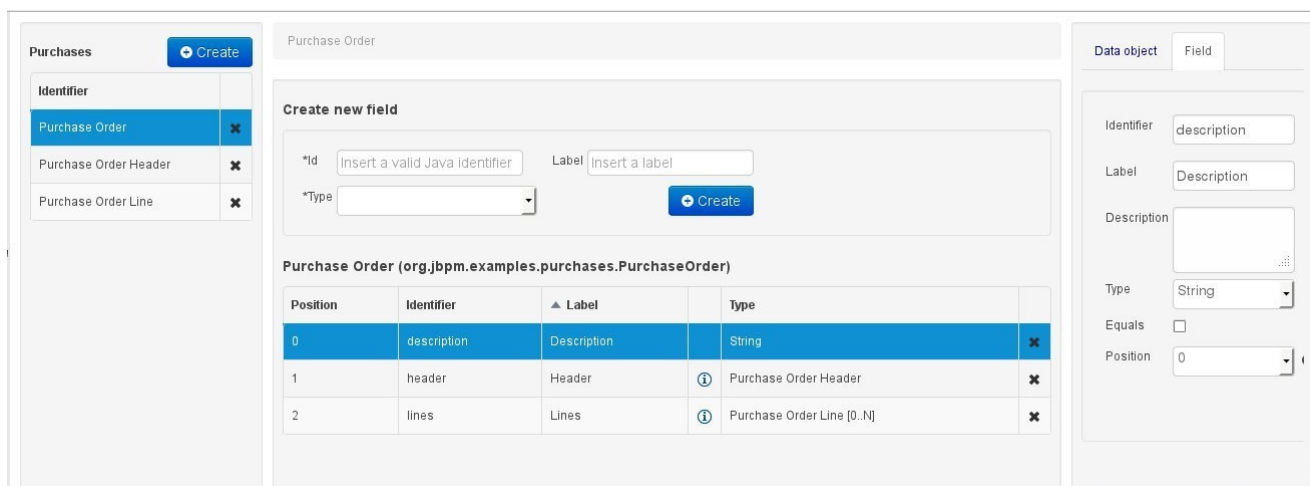 Purchases
Create
Identifier
Purchase Order
Purchase Order Header
Purchase Order Line
Purchase Order
Create new field
*Id Insert a valid Java identifier Label Insert a label
*Type Create
Purchase Order (org.jbpm.examples.purchases.PurchaseOrder)
Position Identifier Label Type
0 description Description String
1 header Header Purchase Order Header
2 lines Lines Purchase Order Line [0..N]
Data object Field
Identifier description
Label Description
Description
Type String
Equals
Position 0